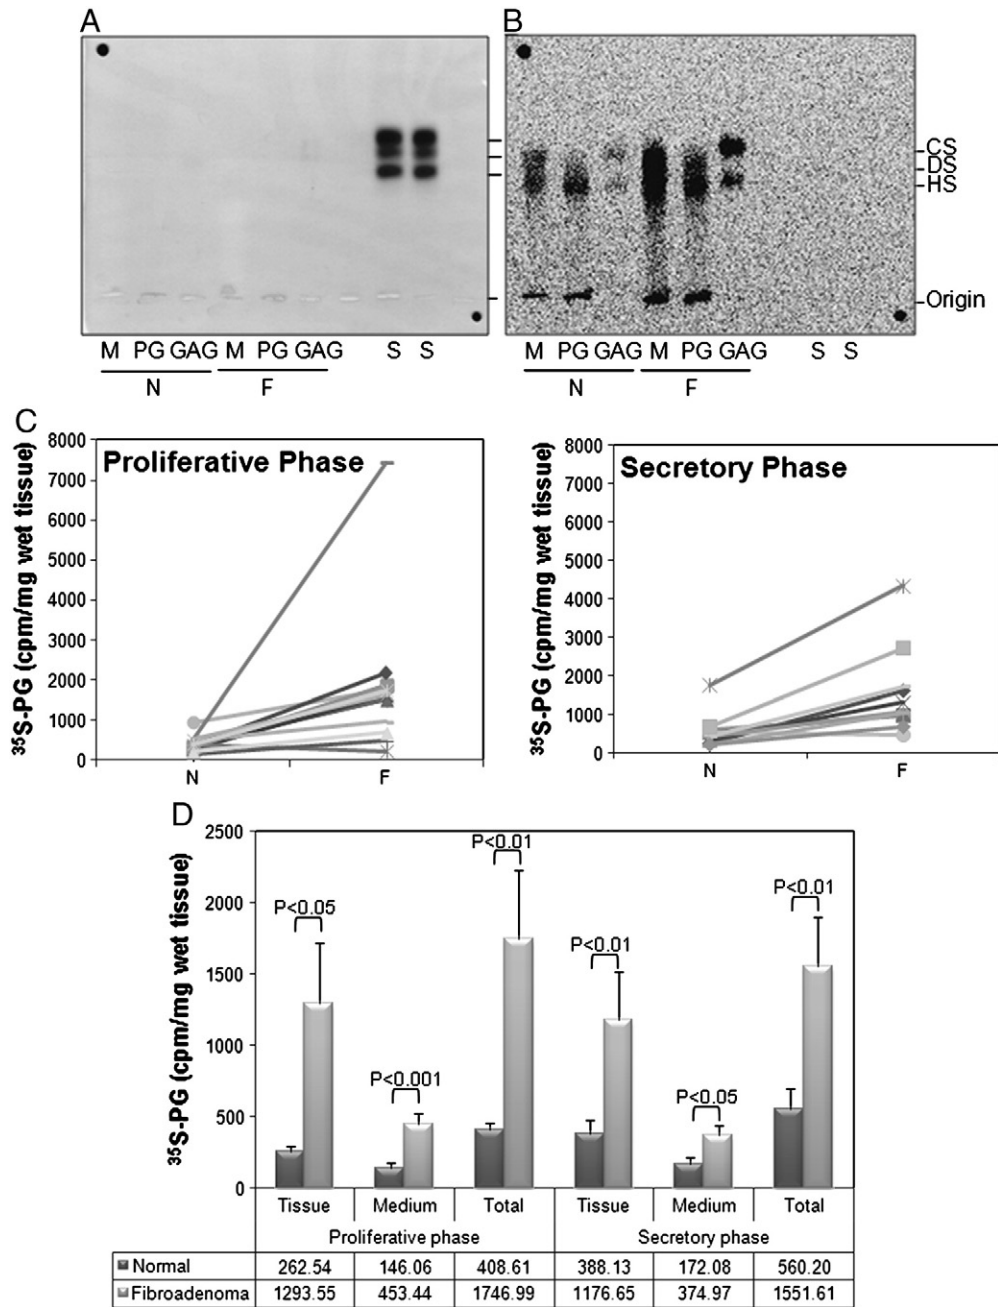 A
B
CS
DS
HS
Origin
M PG GAG M PG GAG S S
N F
M PG GAG M PG GAG S S
N F
C
³⁵S-PG (cpm/mg wet tissue)
8000
7000
6000
5000
4000
3000
2000
1000
0
Proliferative Phase
N F
³⁵S-PG (cpm/mg wet tissue)
8000
7000
6000
5000
4000
3000
2000
1000
0
Secretory Phase
N F
D
³⁵S-PG (cpm/mg wet tissue)
2500
2000
1500
1000
500
0
P<0.05
P<0.001
P<0.01
P<0.01
P<0.05
P<0.01
Tissue Medium Total Tissue Medium Total
Proliferative phase Secretory phase
Normal 262.54 146.06 408.61 388.13 172.08 560.20
Fibroadenoma 1293.55 453.44 1746.99 1176.65 374.97 1551.61